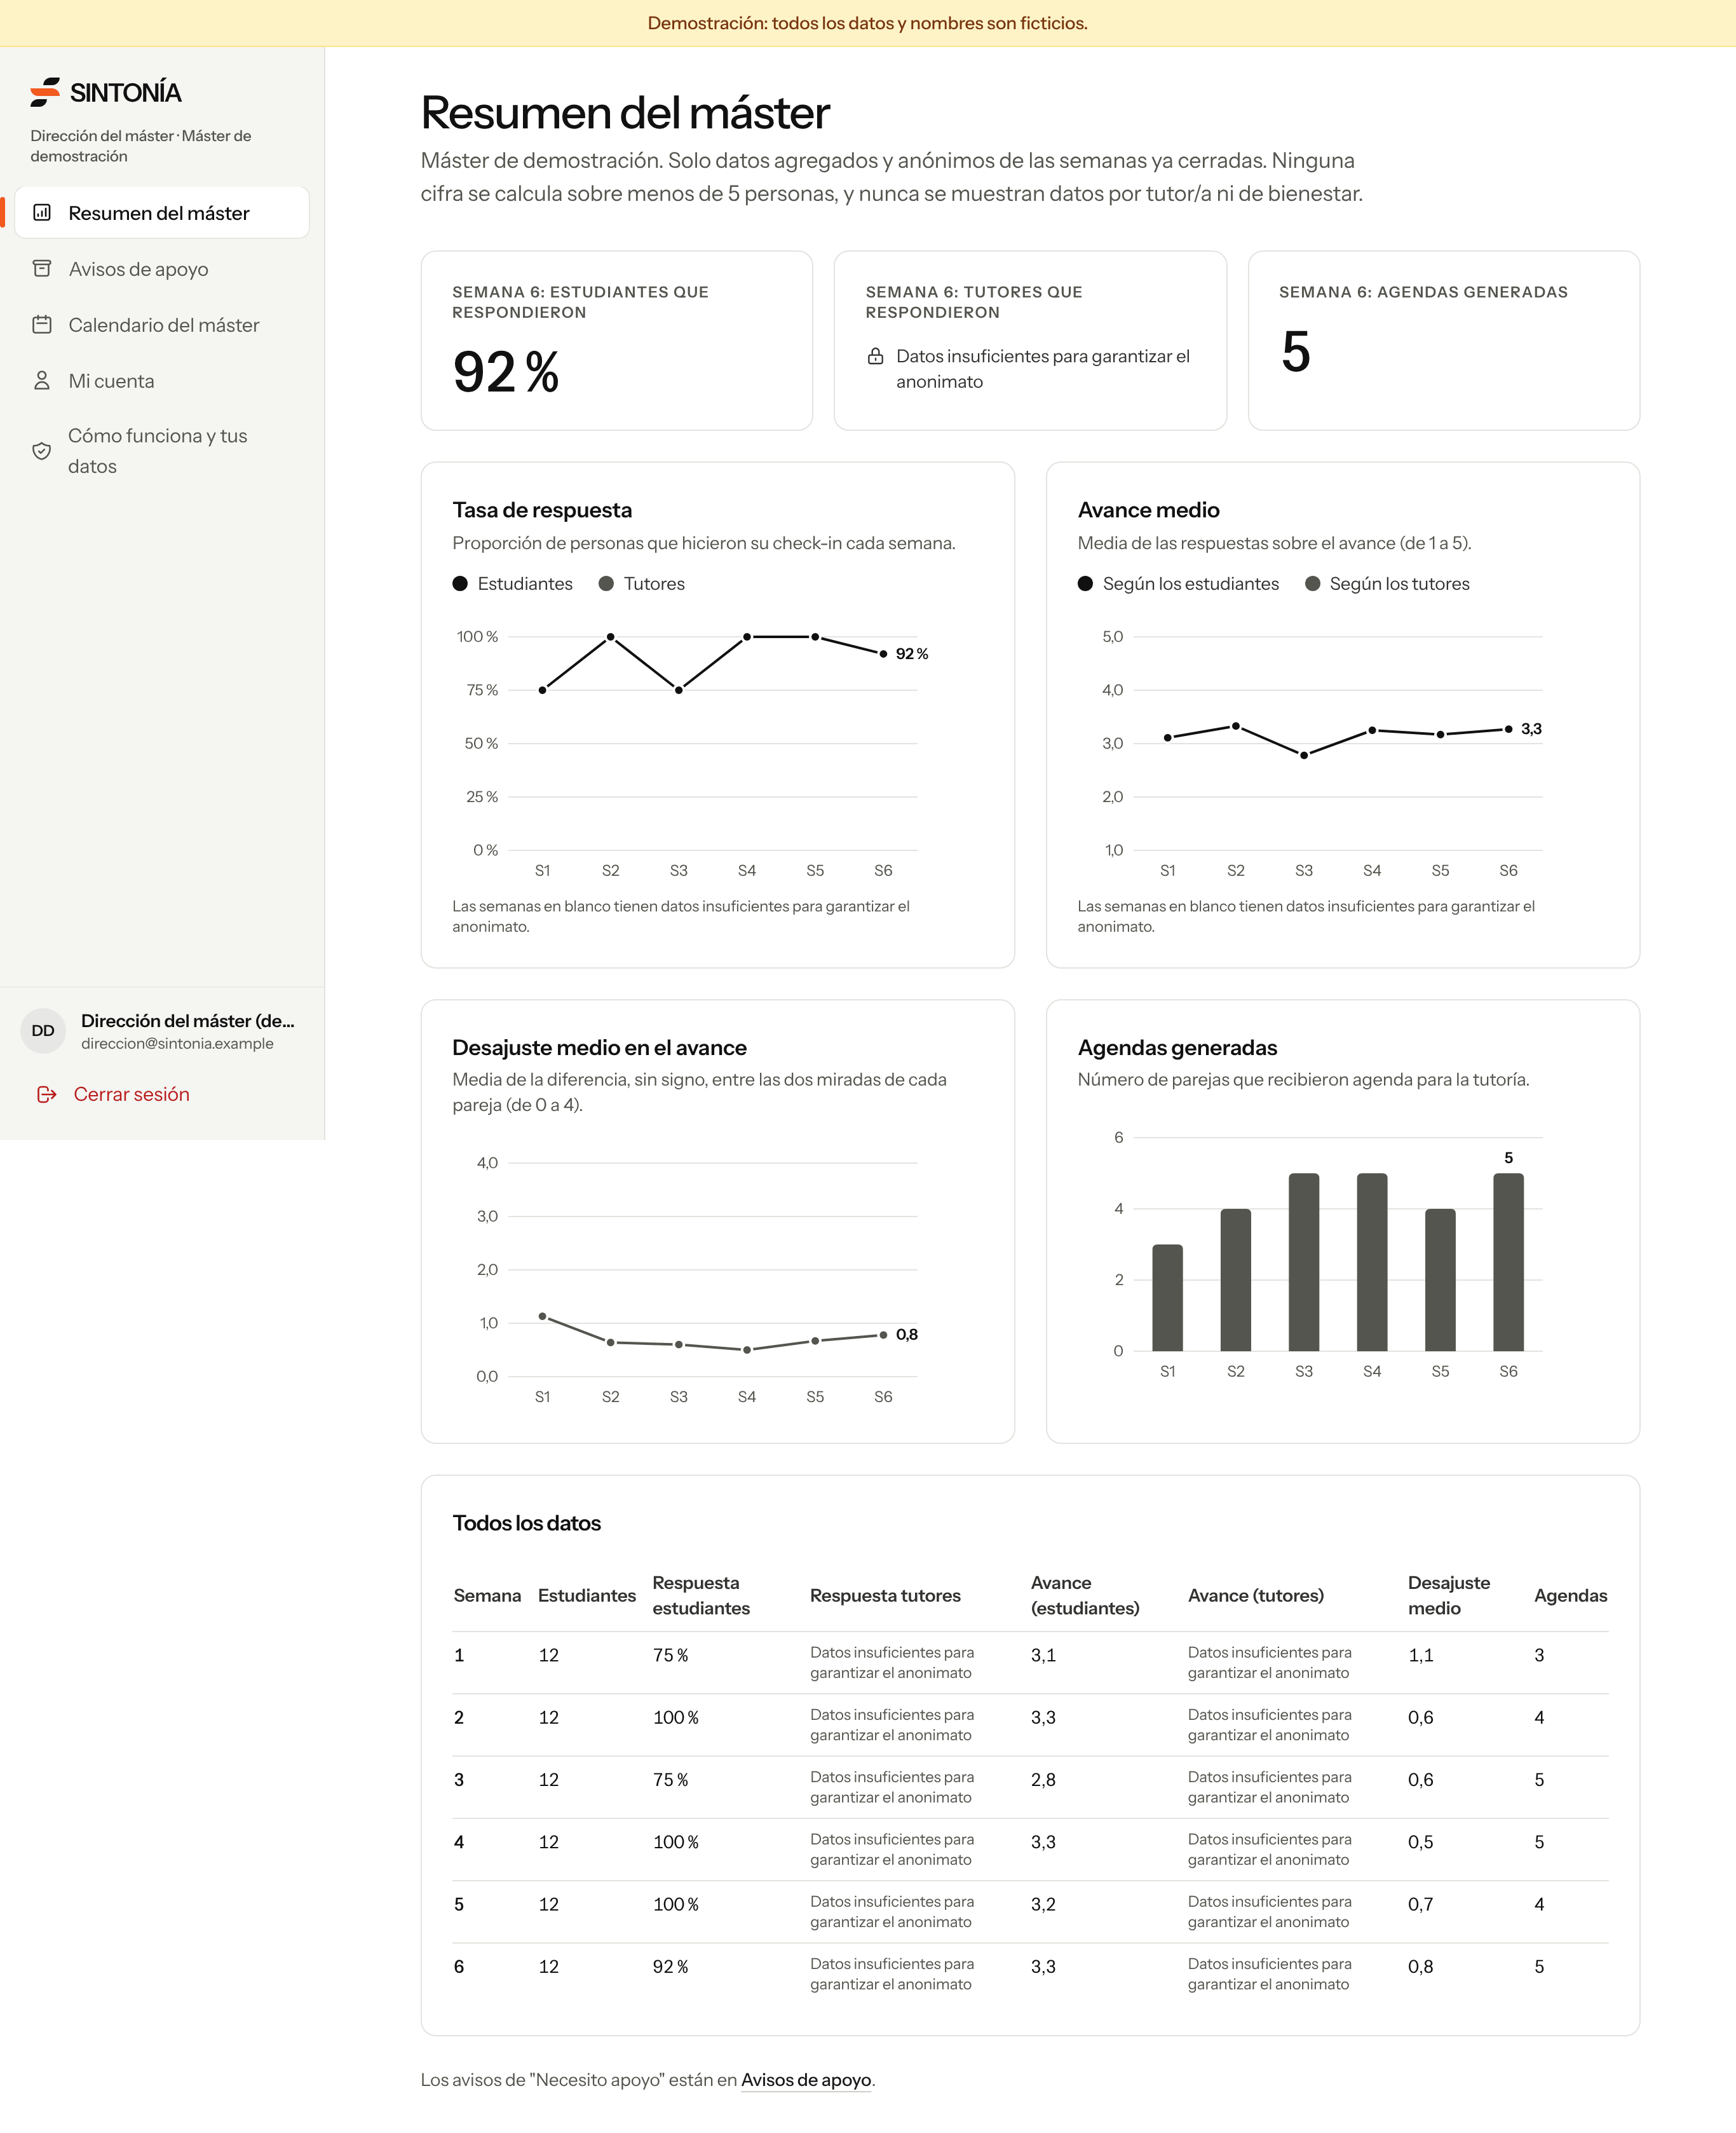 Demostración: todos los datos y nombres son ficticios.
SINTONÍA
Dirección del máster · Máster de
demostración
Resumen del máster
Avisos de apoyo
Calendario del máster
Mi cuenta
Cómo funciona y tus
datos
DD
Dirección del máster (de...
direccion@sintonia.example
Cerrar sesión
Resumen del máster
Máster de demostración. Solo datos agregados y anónimos de las semanas ya cerradas. Ninguna
cifra se calcula sobre menos de 5 personas, y nunca se muestran datos por tutor/a ni de bienestar.
SEMANA 6: ESTUDIANTES QUE
RESPONDIERON
92 %
SEMANA 6: TUTORES QUE
RESPONDIERON
Datos insuficientes para garantizar el
anonimato
SEMANA 6: AGENDAS GENERADAS
5
Tasa de respuesta
Proporción de personas que hicieron su check-in cada semana.
Estudiantes Tutores
100 %
75 %
50 %
25 %
0 %
92 %
S1 S2 S3 S4 S5 S6
Las semanas en blanco tienen datos insuficientes para garantizar el
anonimato.
Avance medio
Media de las respuestas sobre el avance (de 1 a 5).
Según los estudiantes Según los tutores
5,0
4,0
3,0
2,0
1,0
3,3
S1 S2 S3 S4 S5 S6
Las semanas en blanco tienen datos insuficientes para garantizar el
anonimato.
Desajuste medio en el avance
Media de la diferencia, sin signo, entre las dos miradas de cada
pareja (de 0 a 4).
4,0
3,0
2,0
1,0
0,0
0,8
S1 S2 S3 S4 S5 S6
Agendas generadas
Número de parejas que recibieron agenda para la tutoría.
6
4
2
0
5
S1 S2 S3 S4 S5 S6
Todos los datos
Semana Estudiantes Respuesta estudiantes Respuesta tutores Avance (estudiantes) Avance (tutores) Desajuste medio Agendas
1 12 75 % Datos insuficientes para garantizar el anonimato 3,1 Datos insuficientes para garantizar el anonimato 1,1 3
2 12 100 % Datos insuficientes para garantizar el anonimato 3,3 Datos insuficientes para garantizar el anonimato 0,6 4
3 12 75 % Datos insuficientes para garantizar el anonimato 2,8 Datos insuficientes para garantizar el anonimato 0,6 5
4 12 100 % Datos insuficientes para garantizar el anonimato 3,3 Datos insuficientes para garantizar el anonimato 0,5 5
5 12 100 % Datos insuficientes para garantizar el anonimato 3,2 Datos insuficientes para garantizar el anonimato 0,7 4
6 12 92 % Datos insuficientes para garantizar el anonimato 3,3 Datos insuficientes para garantizar el anonimato 0,8 5
Los avisos de "Necesito apoyo" están en Avisos de apoyo.